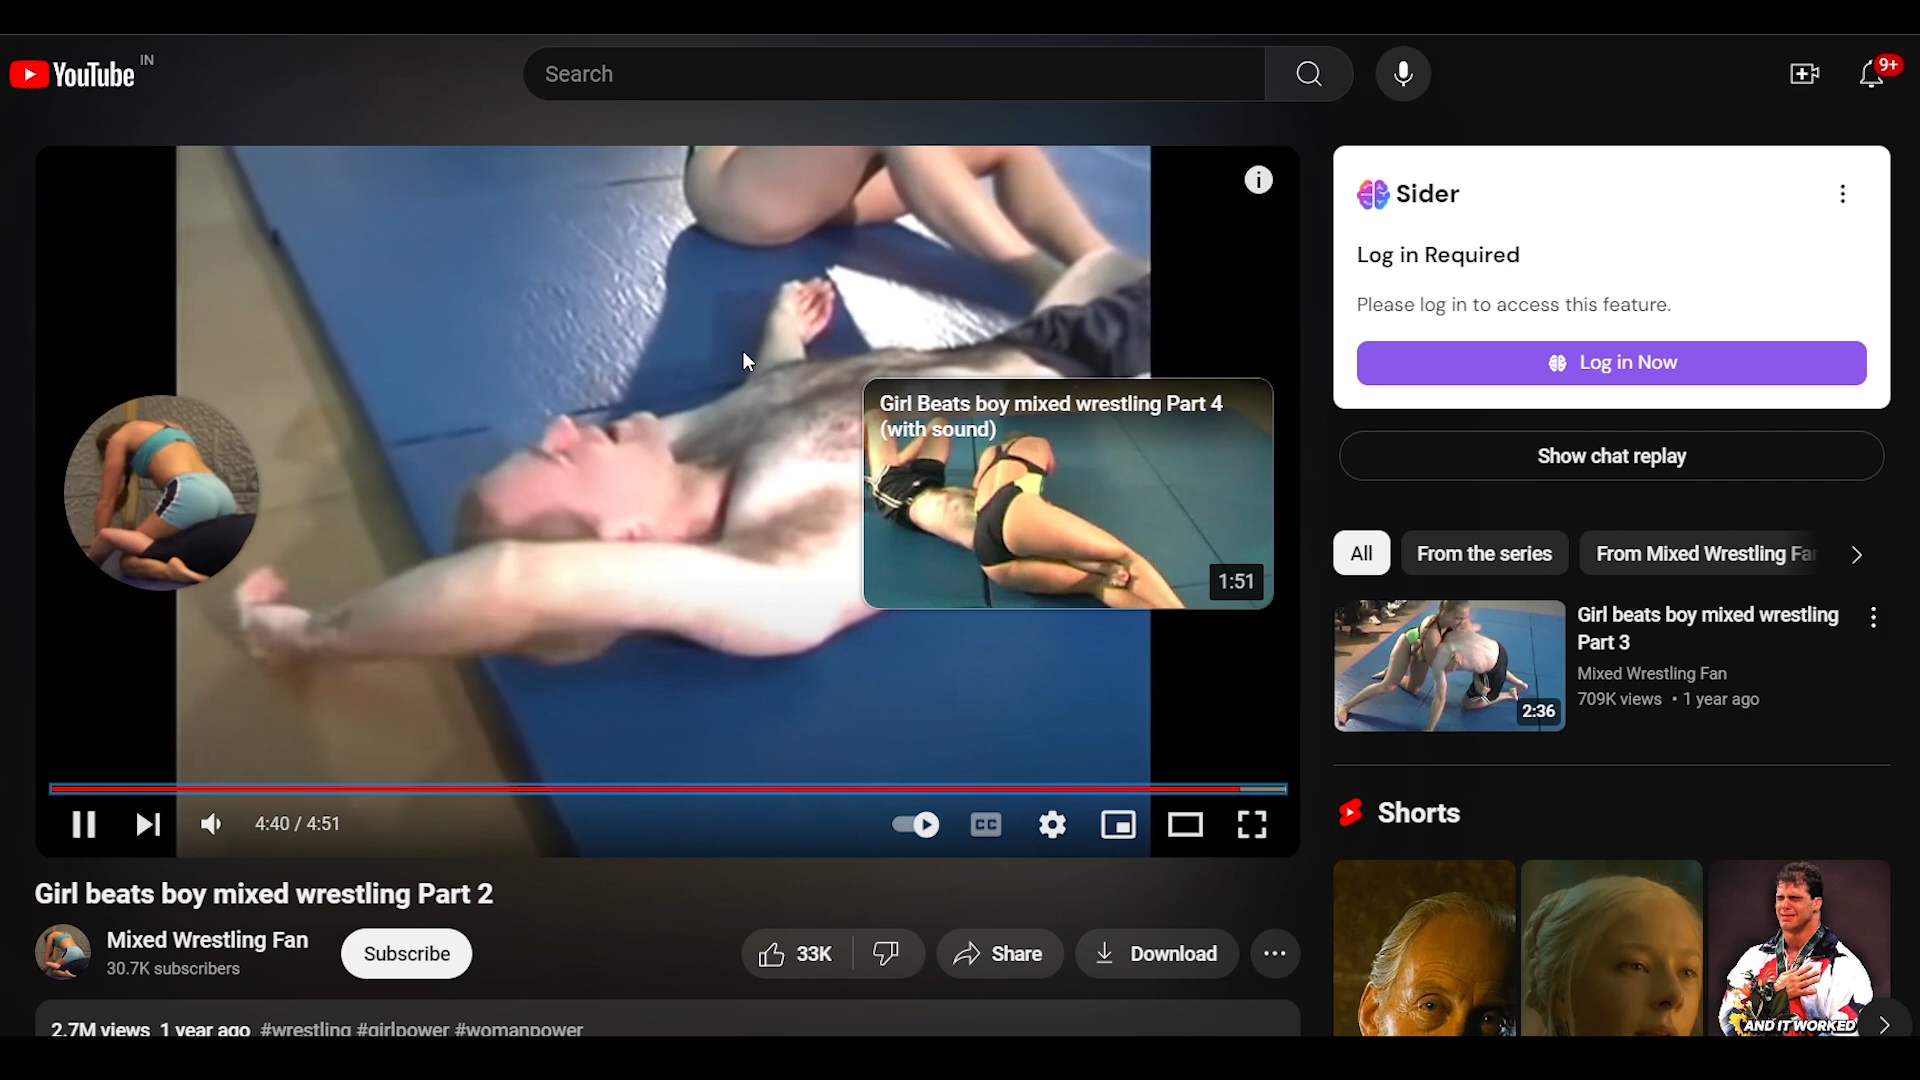 YouTube IN
Search
9+
Sider
Log in Required
Please log in to access this feature.
Log in Now
Show chat replay
Girl Beats boy mixed wrestling Part 4
(with sound)
1:51
All
From the series
From Mixed Wrestling Fan
Girl beats boy mixed wrestling
Part 3
Mixed Wrestling Fan
709K views • 1 year ago
2:36
4:40 / 4:51
CC
Shorts
Girl beats boy mixed wrestling Part 2
Mixed Wrestling Fan
30.7K subscribers
Subscribe
33K
Share
Download
2.7M views 1 year ago #wrestling #girlpower #womanpower
AND IT WORKED